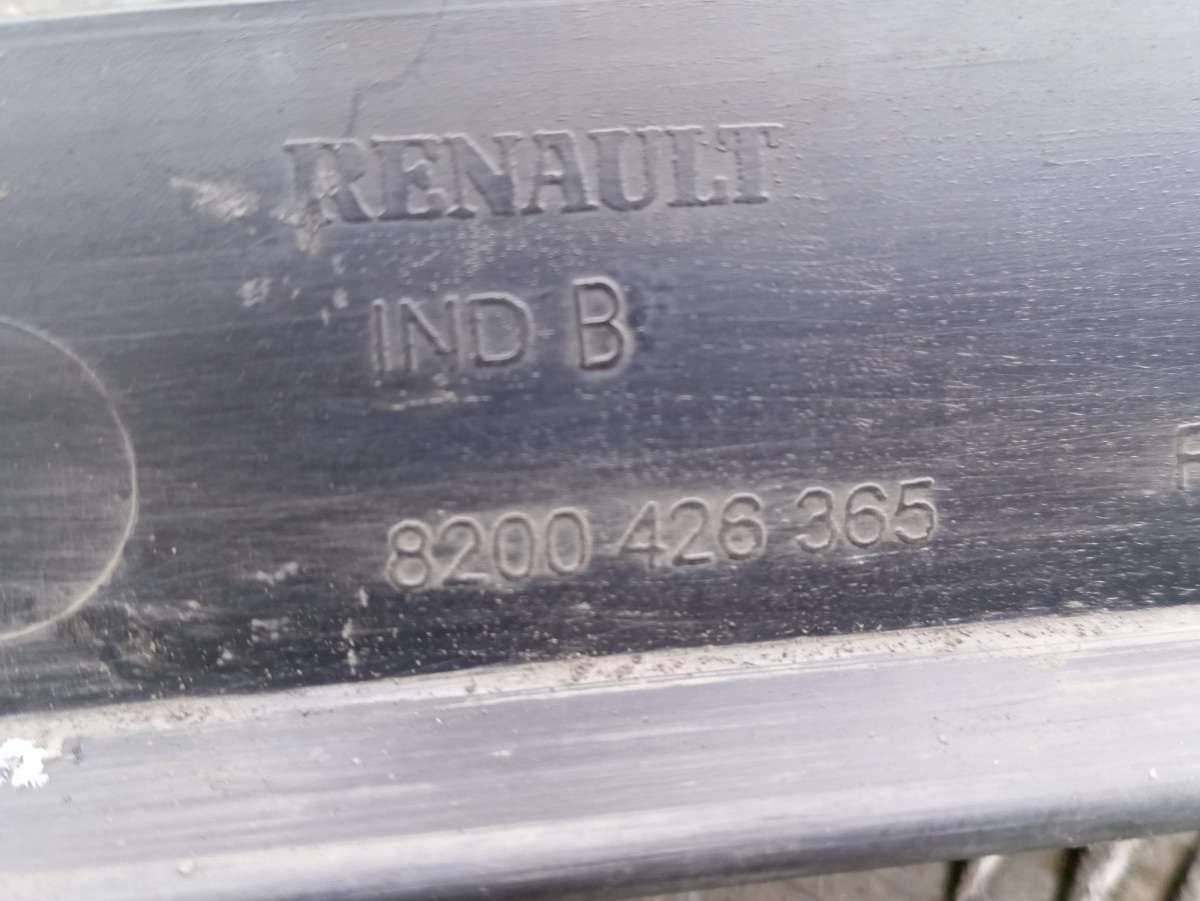 RENAULT
IND B
8200 426 365